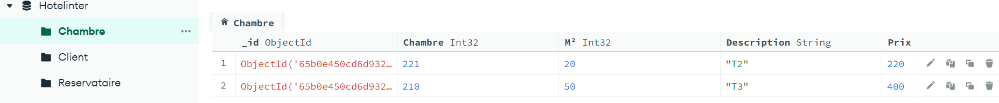 Hotelinter
Chambre
Client
Reservataire
Chambre
_id ObjectId Chambre Int32 M² Int32 Description String Prix
1 ObjectId('65b0e450cd6d932… 221 20 "T2" 220
2 ObjectId('65b0e450cd6d932… 210 50 "T3" 400